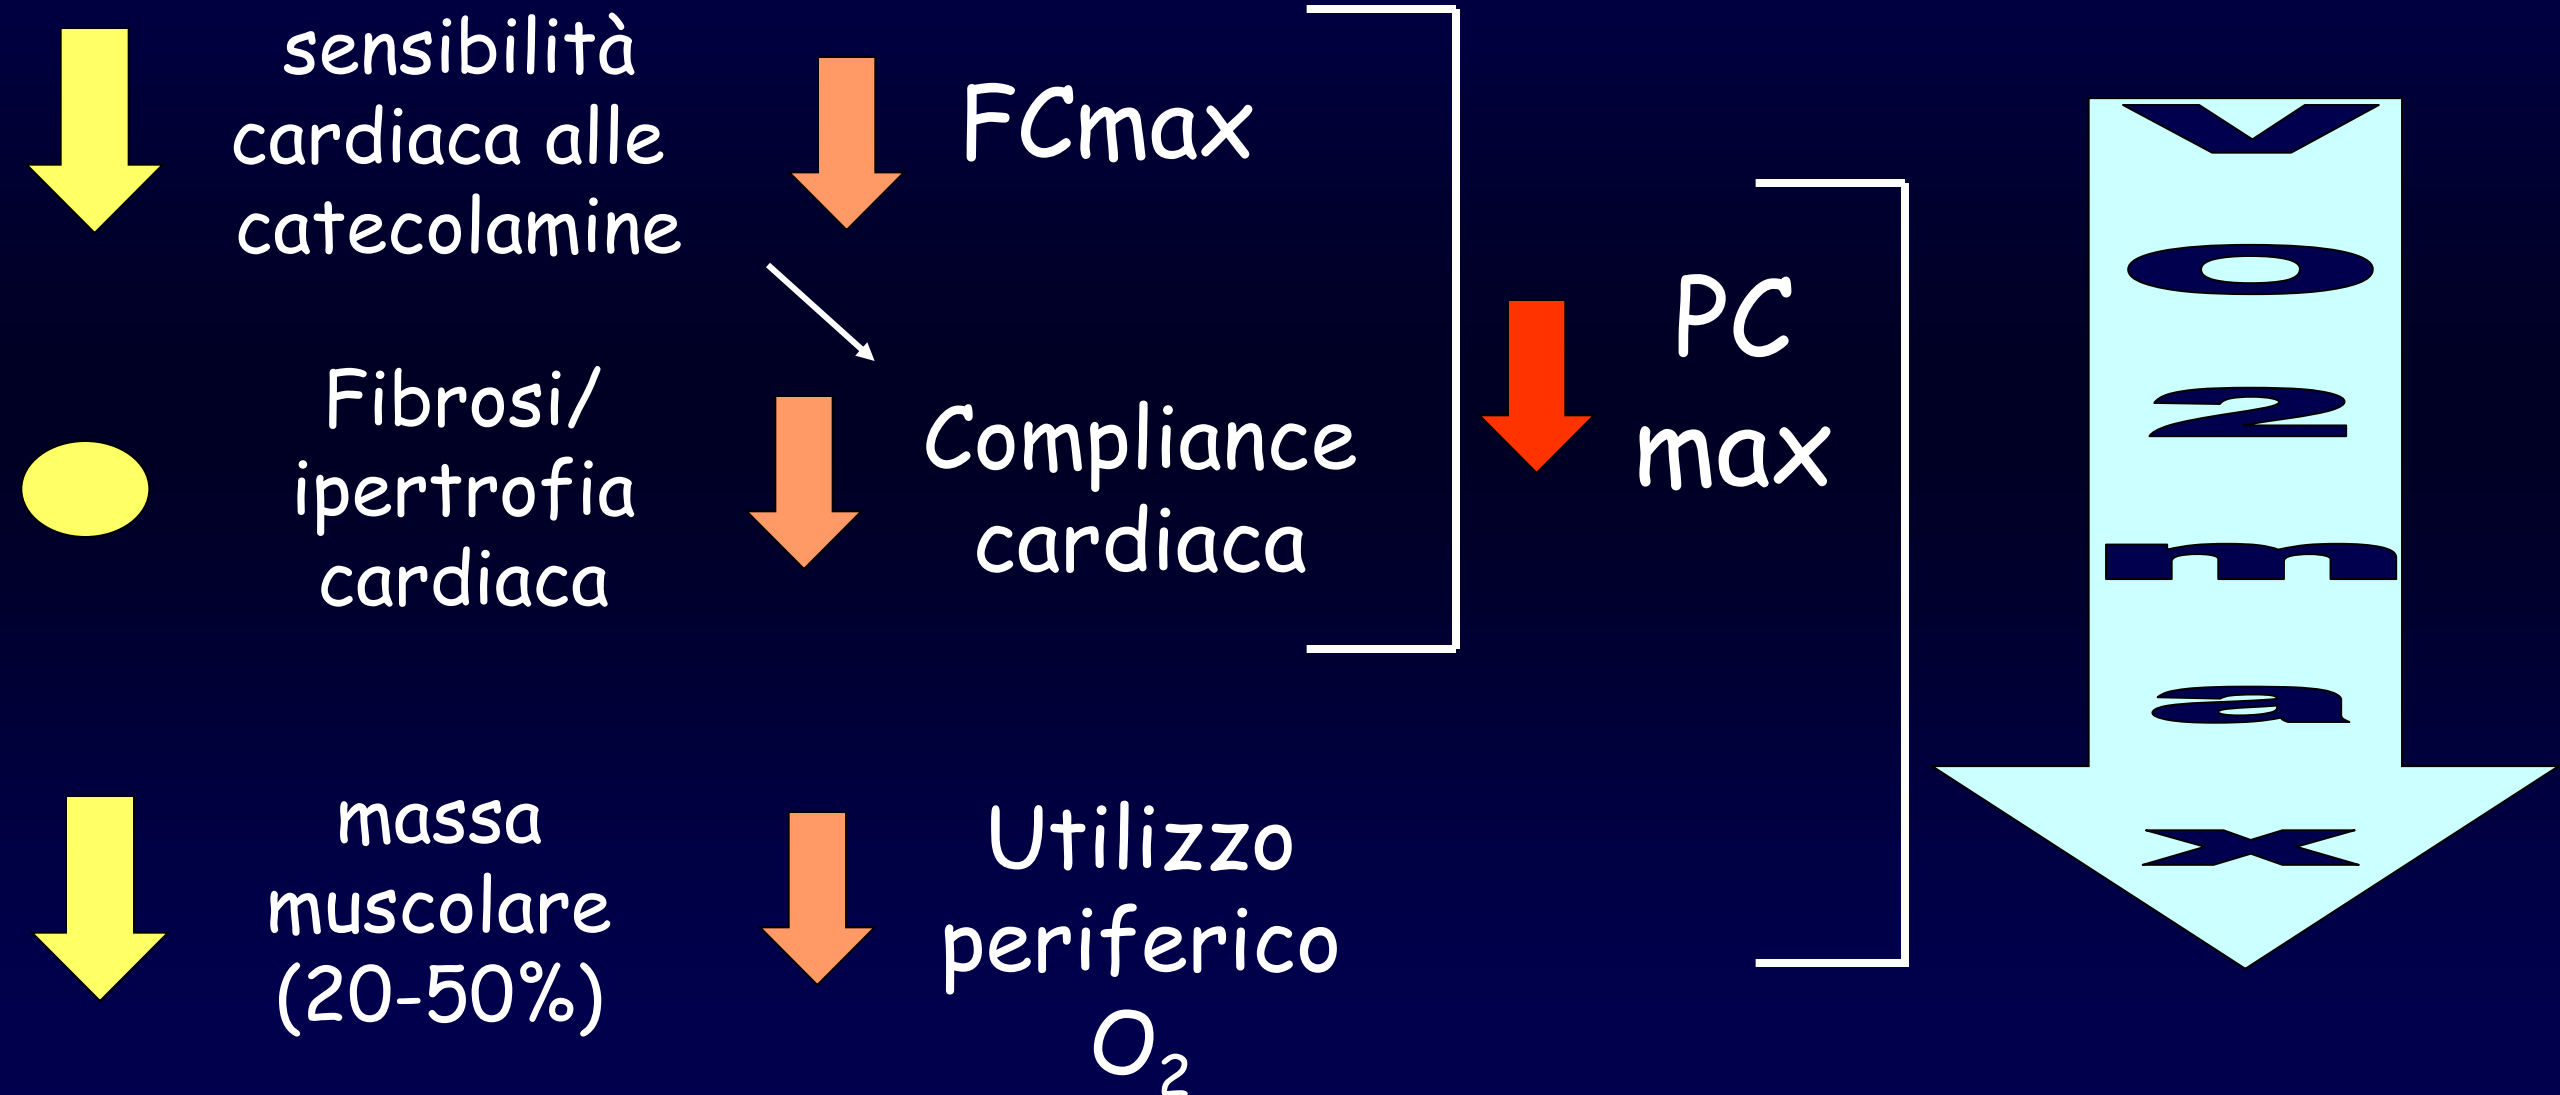 sensibilità
cardiaca alle
catecolamine
FCmax
Fibrosi/
ipertrofia
cardiaca
Compliance
cardiaca
PC
max
massa
muscolare
(20-50%)
Utilizzo
periferico
O₂
V
O
2
m
a
x